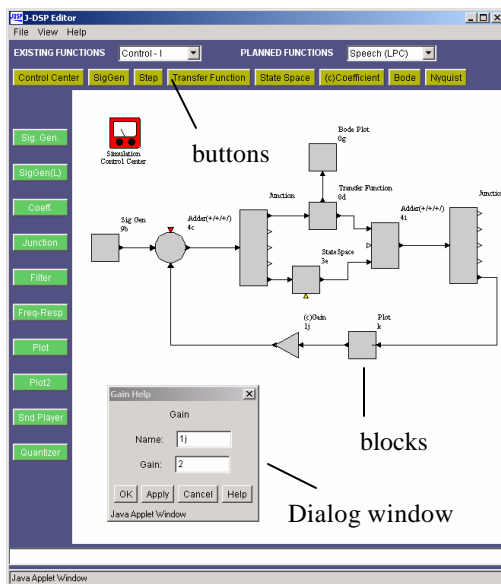 J-DSP Editor
File View Help
EXISTING FUNCTIONS Control - I PLANNED FUNCTIONS Speech (LPC)
Control Center SigGen Step Transfer Function State Space (c)Coefficient Bode Nyquist
Sig. Gen.
SigGen(L)
Coeff.
Junction
Filter
Freq-Resp
Plot
Plot2
Snd Player
Quantizer
Simulation
Control Center
buttons
Bode Plot
0g
Sig Gen
9b
Adder(+/+/+/)
4c
Junction
Transfer Function
8d
Adder(+/+/+/)
4i
Junction
StateSpace
3e
(c)Gain
1j
Plot
k
blocks
Gain Help
Gain
Name: 1j
Gain: 2
OK Apply Cancel Help
Java Applet Window
Dialog window
Java Applet Window